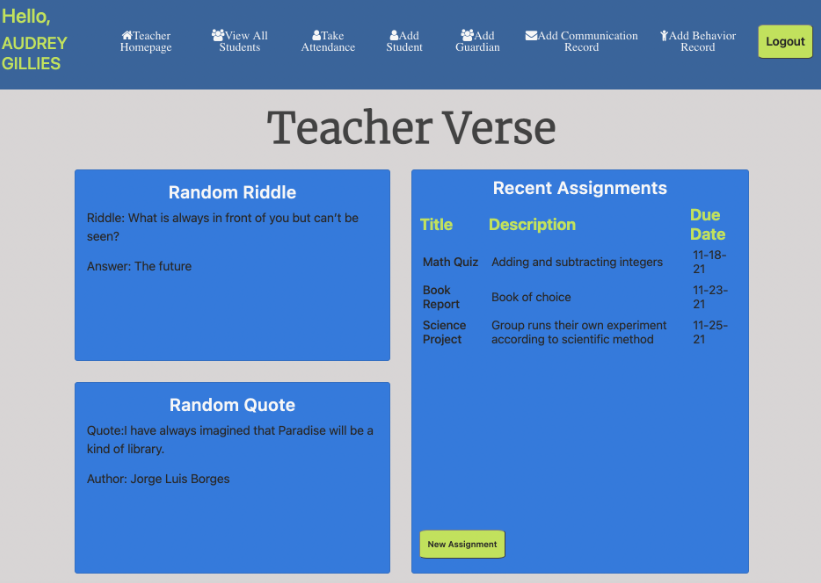 Hello,
AUDREY
GILLIES
Teacher
Homepage
View All
Students
Take
Attendance
Add
Student
Add
Guardian
Add Communication
Record
Add Behavior
Record
Logout
Teacher Verse
Random Riddle
Riddle: What is always in front of you but can't be
seen?
Answer: The future
Random Quote
Quote:I have always imagined that Paradise will be a
kind of library.
Author: Jorge Luis Borges
Recent Assignments
Title Description Due
Date
Math Quiz Adding and subtracting integers 11-18-
21
Book
Report Book of choice 11-23-
21
Science
Project Group runs their own experiment
according to scientific method 11-25-
21
New Assignment